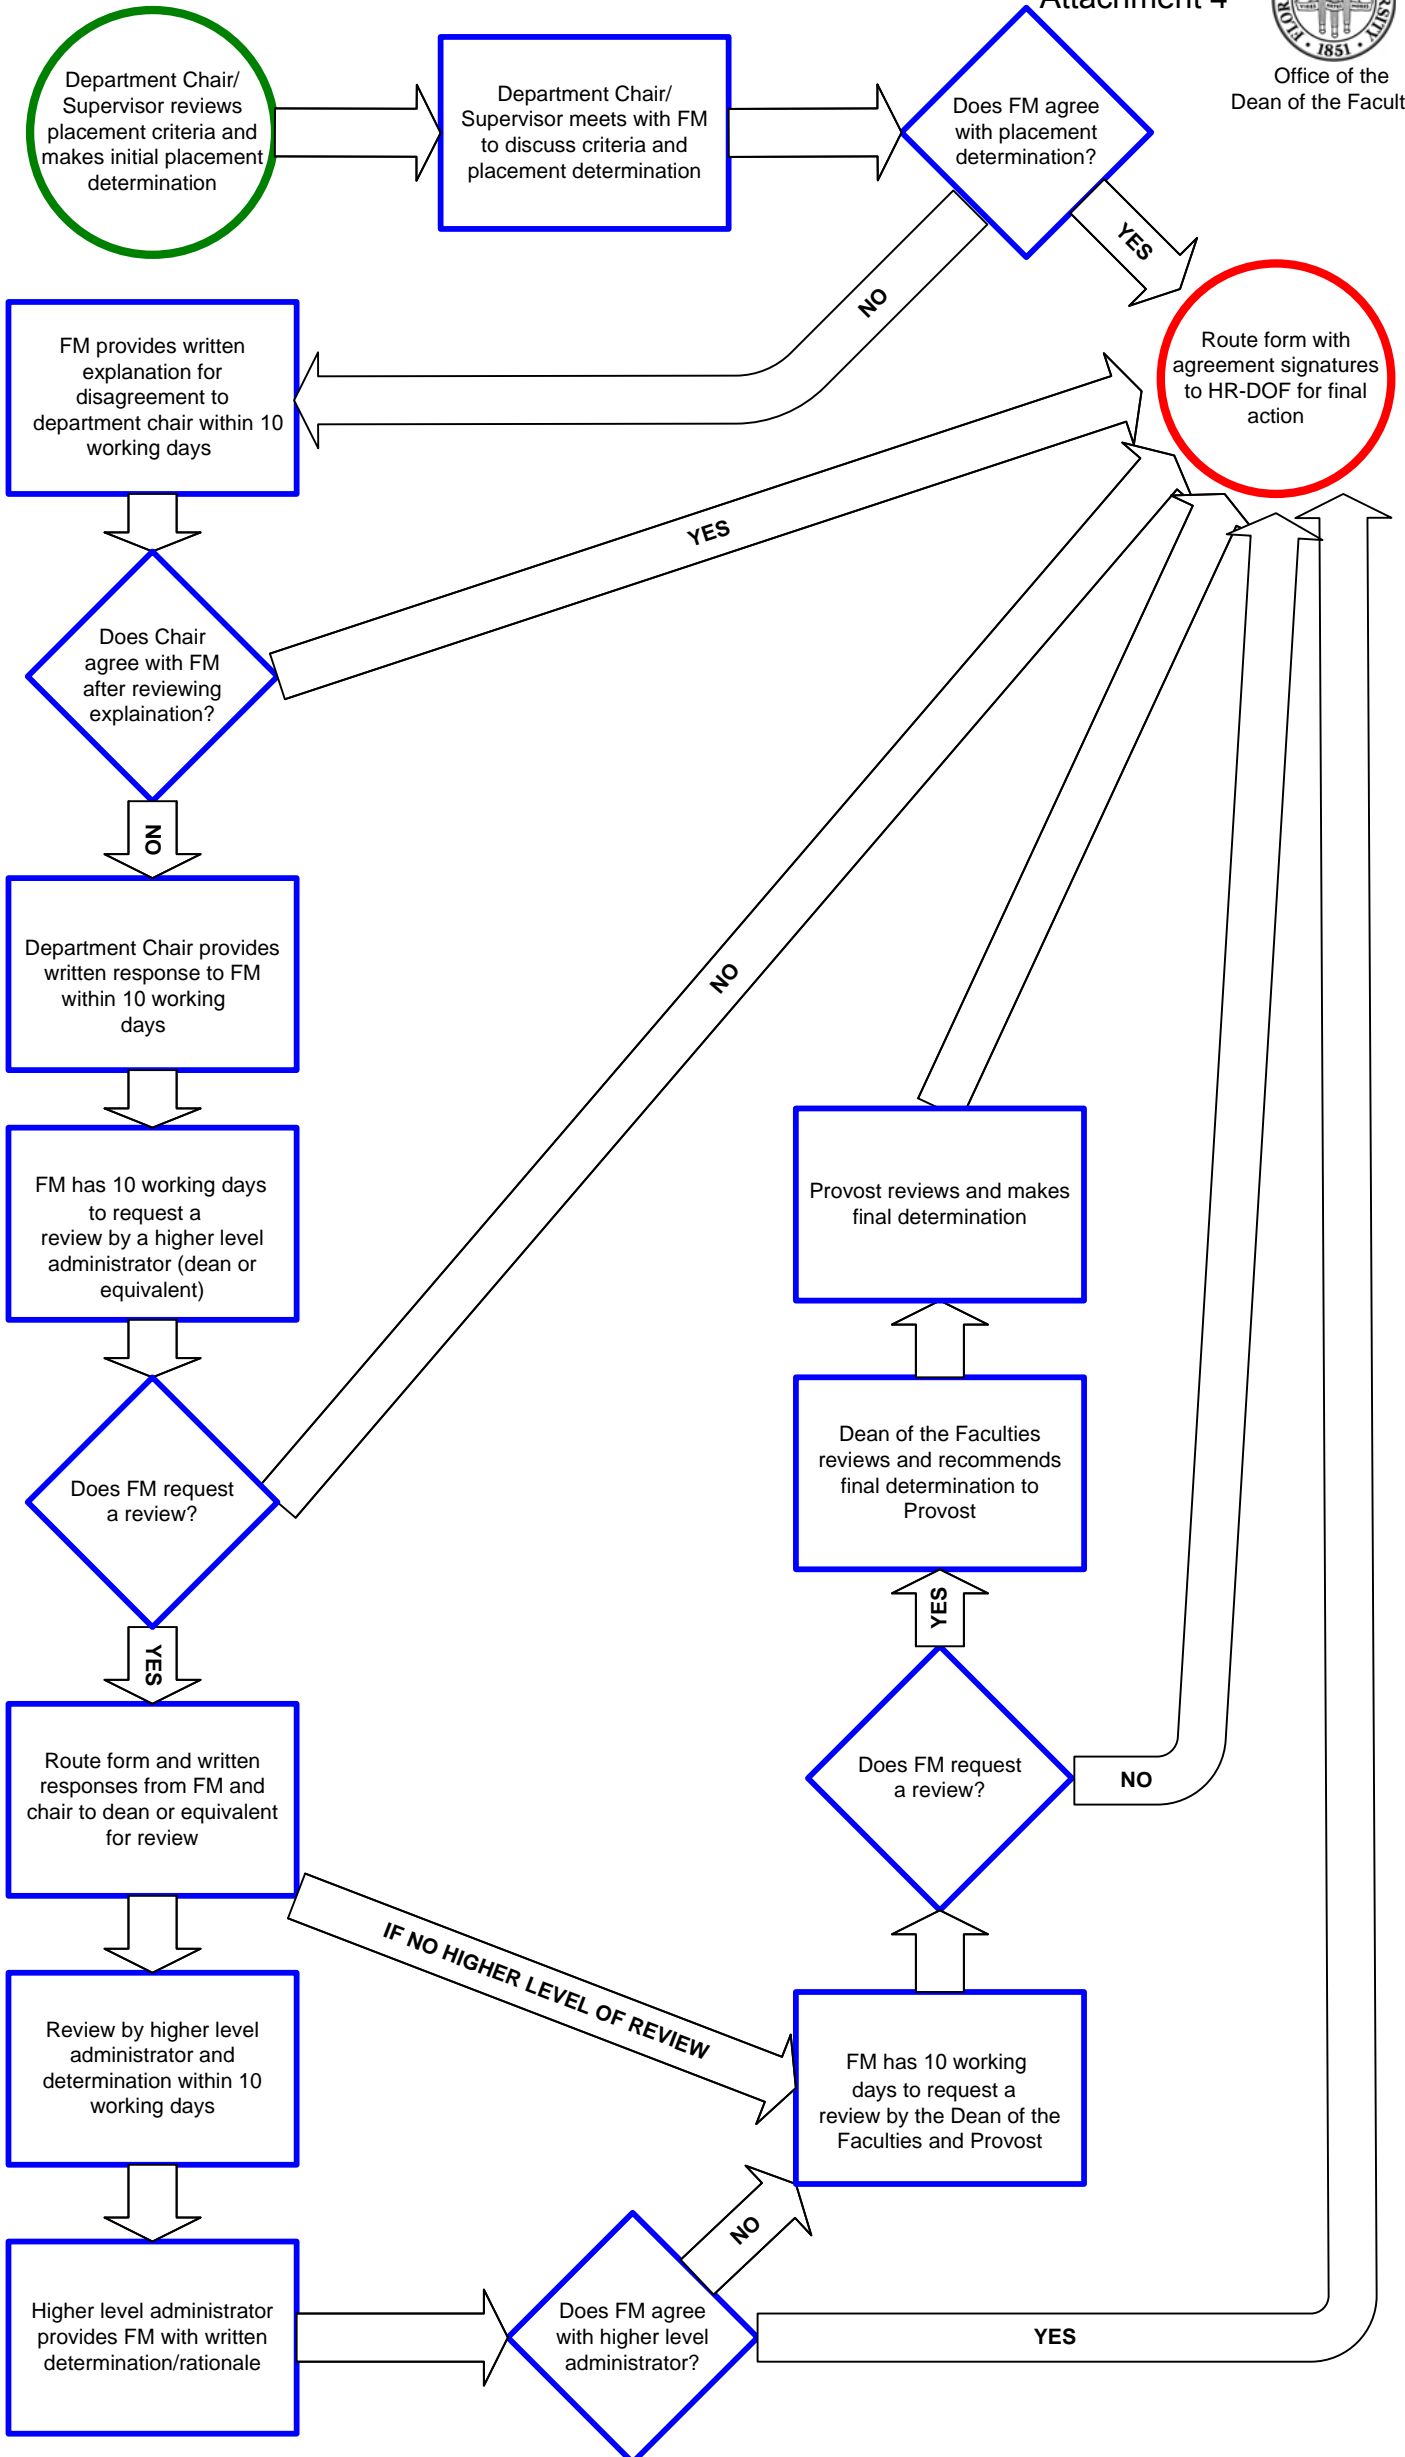 Attachment 4
FLOR
RSITY
1851
Office of the
Dean of the Facult
Department Chair/
Supervisor reviews
placement criteria and
makes initial placement
determination
Department Chair/
Supervisor meets with FM
to discuss criteria and
placement determination
Does FM agree
with placement
determination?
YES
NO
Route form with
agreement signatures
to HR-DOF for final
action
FM provides written
explanation for
disagreement to
department chair within 10
working days
YES
Does Chair
agree with FM
after reviewing
explaination?
NO
Department Chair provides
written response to FM
within 10 working
days
NO
FM has 10 working days
to request a
review by a higher level
administrator (dean or
equivalent)
Provost reviews and makes
final determination
Does FM request
a review?
Dean of the Faculties
reviews and recommends
final determination to
Provost
YES
YES
Route form and written
responses from FM and
chair to dean or equivalent
for review
Does FM request
a review?
NO
IF NO HIGHER LEVEL OF REVIEW
Review by higher level
administrator and
determination within 10
working days
FM has 10 working
days to request a
review by the Dean of the
Faculties and Provost
NO
Higher level administrator
provides FM with written
determination/rationale
Does FM agree
with higher level
administrator?
YES